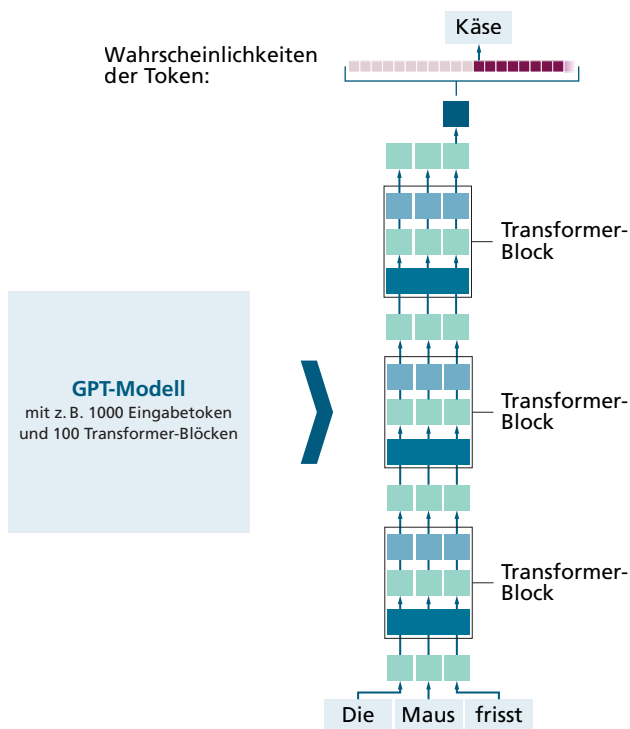 Käse
Wahrscheinlichkeiten
der Token:
Transformer-
Block
GPT-Modell
mit z. B. 1000 Eingabetoken
und 100 Transformer-Blöcken
Transformer-
Block
Transformer-
Block
Die Maus frisst